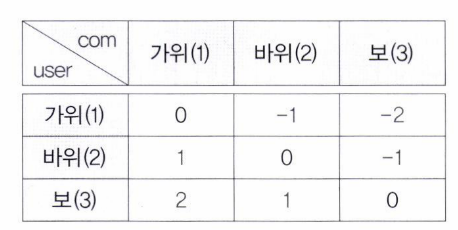 com
user 가위(1) 바위(2) 보(3)
가위(1) 0 -1 -2
바위(2) 1 0 -1
보(3) 2 1 0